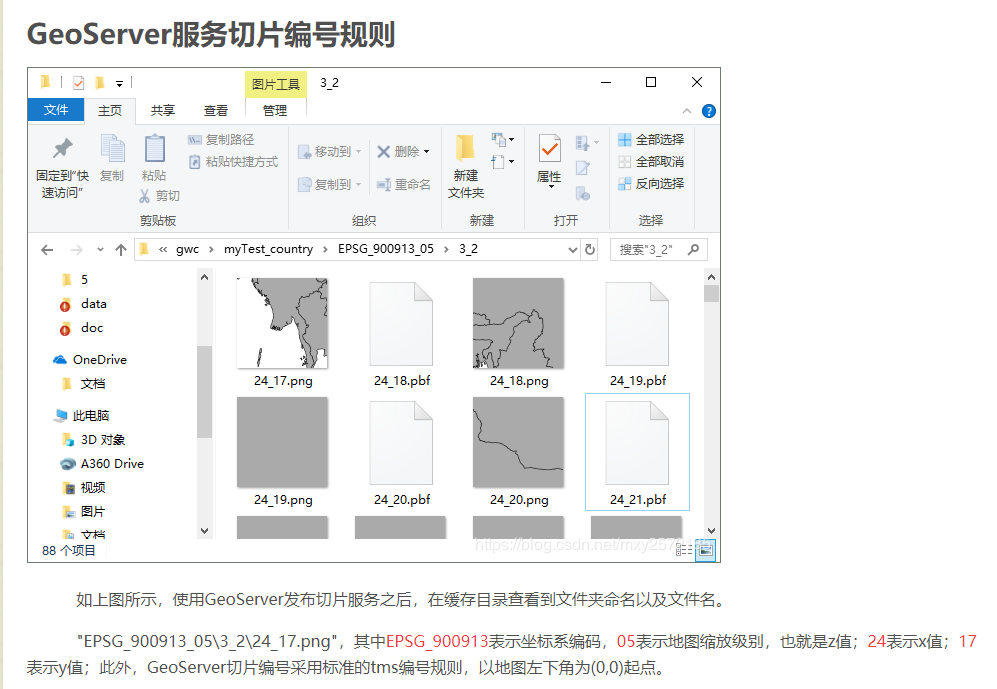 GeoServer服务切片编号规则
图片工具 3_2
文件 主页 共享 查看 管理
固定到"快速访问"
复制
粘贴
复制路径
粘贴快捷方式
剪切
剪贴板
移动到
复制到
删除
重命名
组织
新建
文件夹
新建
属性
打开
全部选择
全部取消
反向选择
选择
« gwc › myTest_country › EPSG_900913_05 › 3_2
搜索"3_2"
5
data
doc
OneDrive
文档
此电脑
3D 对象
A360 Drive
视频
图片
文档
24_17.png 24_18.pbf 24_18.png 24_19.pbf
24_19.png 24_20.pbf 24_20.png 24_21.pbf
88 个项目
如上图所示，使用GeoServer发布切片服务之后，在缓存目录查看到文件夹命名以及文件名。
"EPSG_900913_05\3_2\24_17.png"，其中EPSG_900913表示坐标系编码，05表示地图缩放级别，也就是z值；24表示x值；17
表示y值；此外，GeoServer切片编号采用标准的tms编号规则，以地图左下角为(0,0)起点。